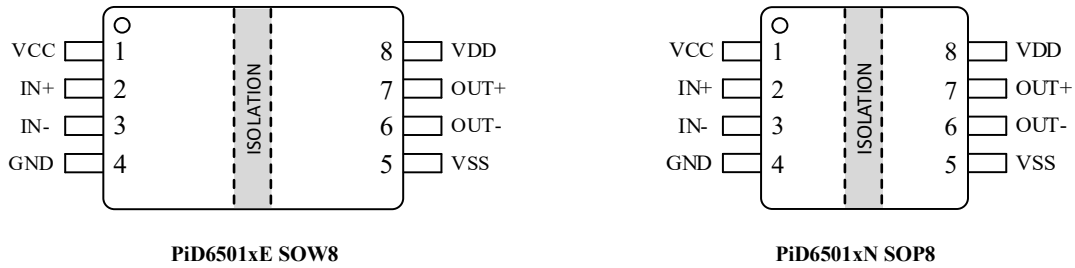 VCC 1 8 VDD
IN+ 2 7 OUT+
IN- 3 6 OUT-
GND 4 5 VSS
ISOLATION
PiD6501xE SOW8
VCC 1 8 VDD
IN+ 2 7 OUT+
IN- 3 6 OUT-
GND 4 5 VSS
ISOLATION
PiD6501xN SOP8